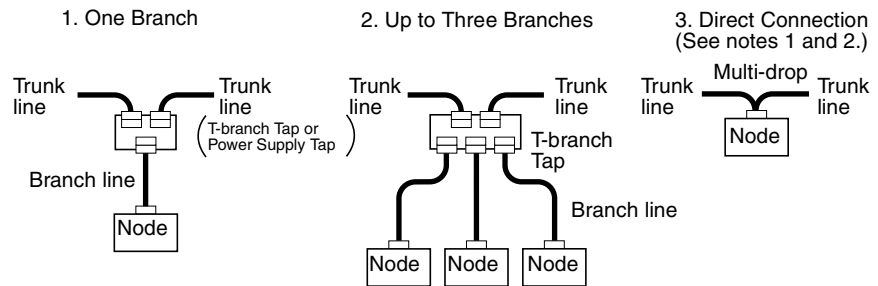 1. One Branch
Trunk
line
Trunk
line
(T-branch Tap or
Power Supply Tap)
Branch line
Node
2. Up to Three Branches
Trunk
line
Trunk
line
T-branch
Tap
Branch line
Node
Node
Node
3. Direct Connection
(See notes 1 and 2.)
Trunk
line
Multi-drop
Trunk
line
Node